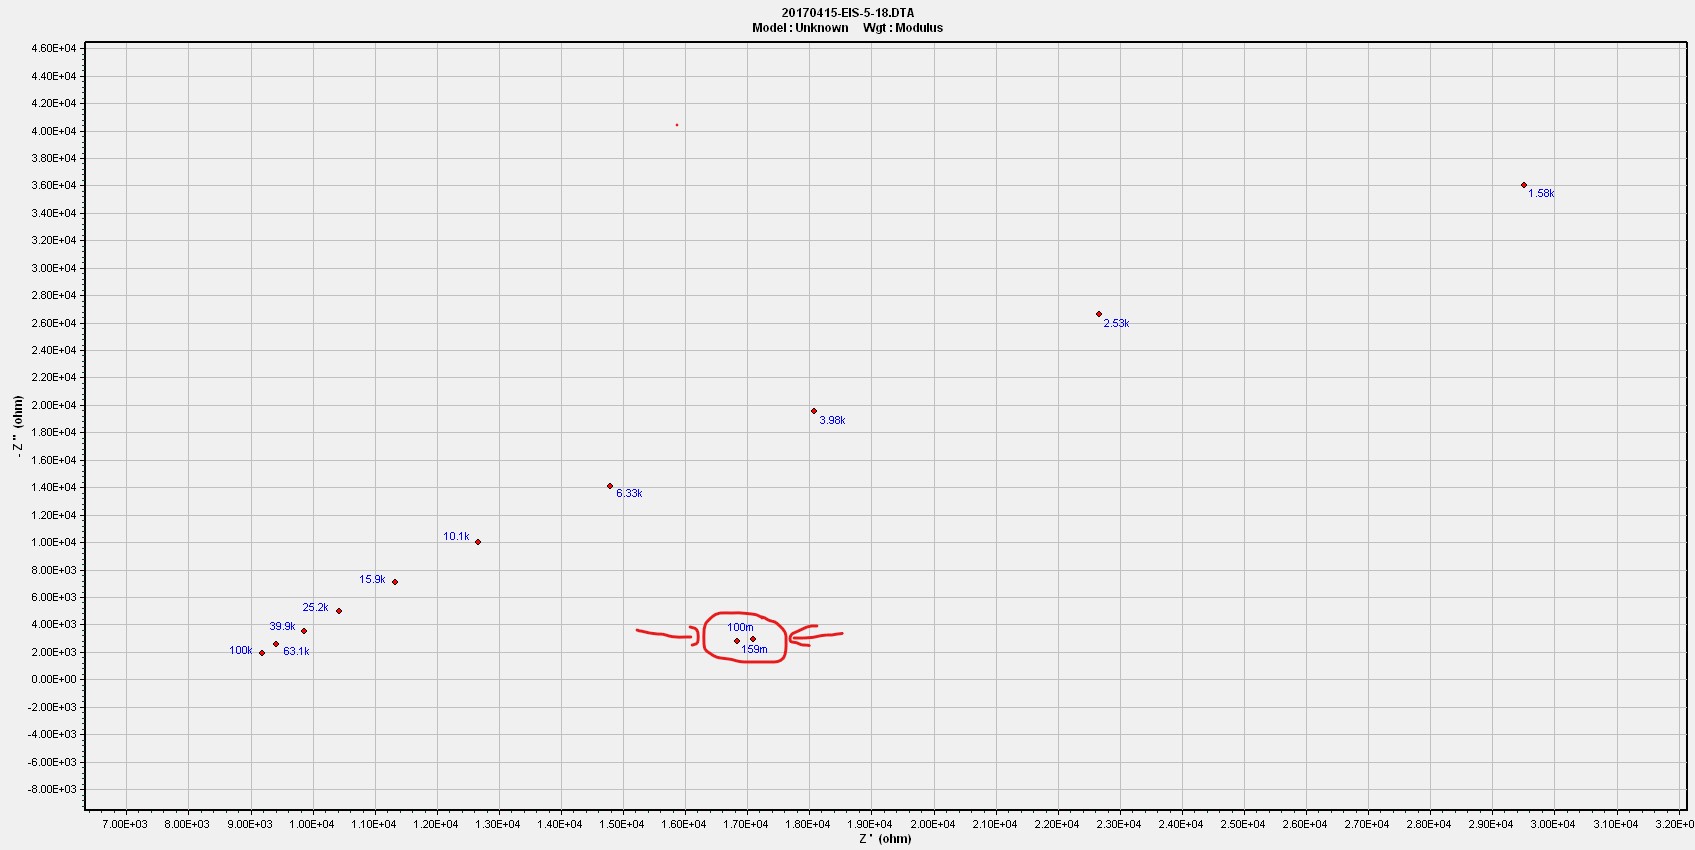 20170415-EIS-5-18.DTA
Model : Unknown Wgt : Modulus
4.60E+04
4.40E+04
4.20E+04
4.00E+04
3.80E+04
3.60E+04
3.40E+04
3.20E+04
3.00E+04
2.80E+04
2.60E+04
2.40E+04
2.20E+04
2.00E+04
1.80E+04
1.60E+04
1.40E+04
1.20E+04
1.00E+04
8.00E+03
6.00E+03
4.00E+03
2.00E+03
0.00E+00
-2.00E+03
-4.00E+03
-6.00E+03
-8.00E+03
- Z '' (ohm)
1.58k
2.53k
3.98k
6.33k
10.1k
15.9k
25.2k
39.9k
63.1k
100k
100m
159m
7.00E+03 8.00E+03 9.00E+03 1.00E+04 1.10E+04 1.20E+04 1.30E+04 1.40E+04 1.50E+04 1.60E+04 1.70E+04 1.80E+04 1.90E+04 2.00E+04 2.10E+04 2.20E+04 2.30E+04 2.40E+04 2.50E+04 2.60E+04 2.70E+04 2.80E+04 2.90E+04 3.00E+04 3.10E+04 3.20E+0
Z ' (ohm)